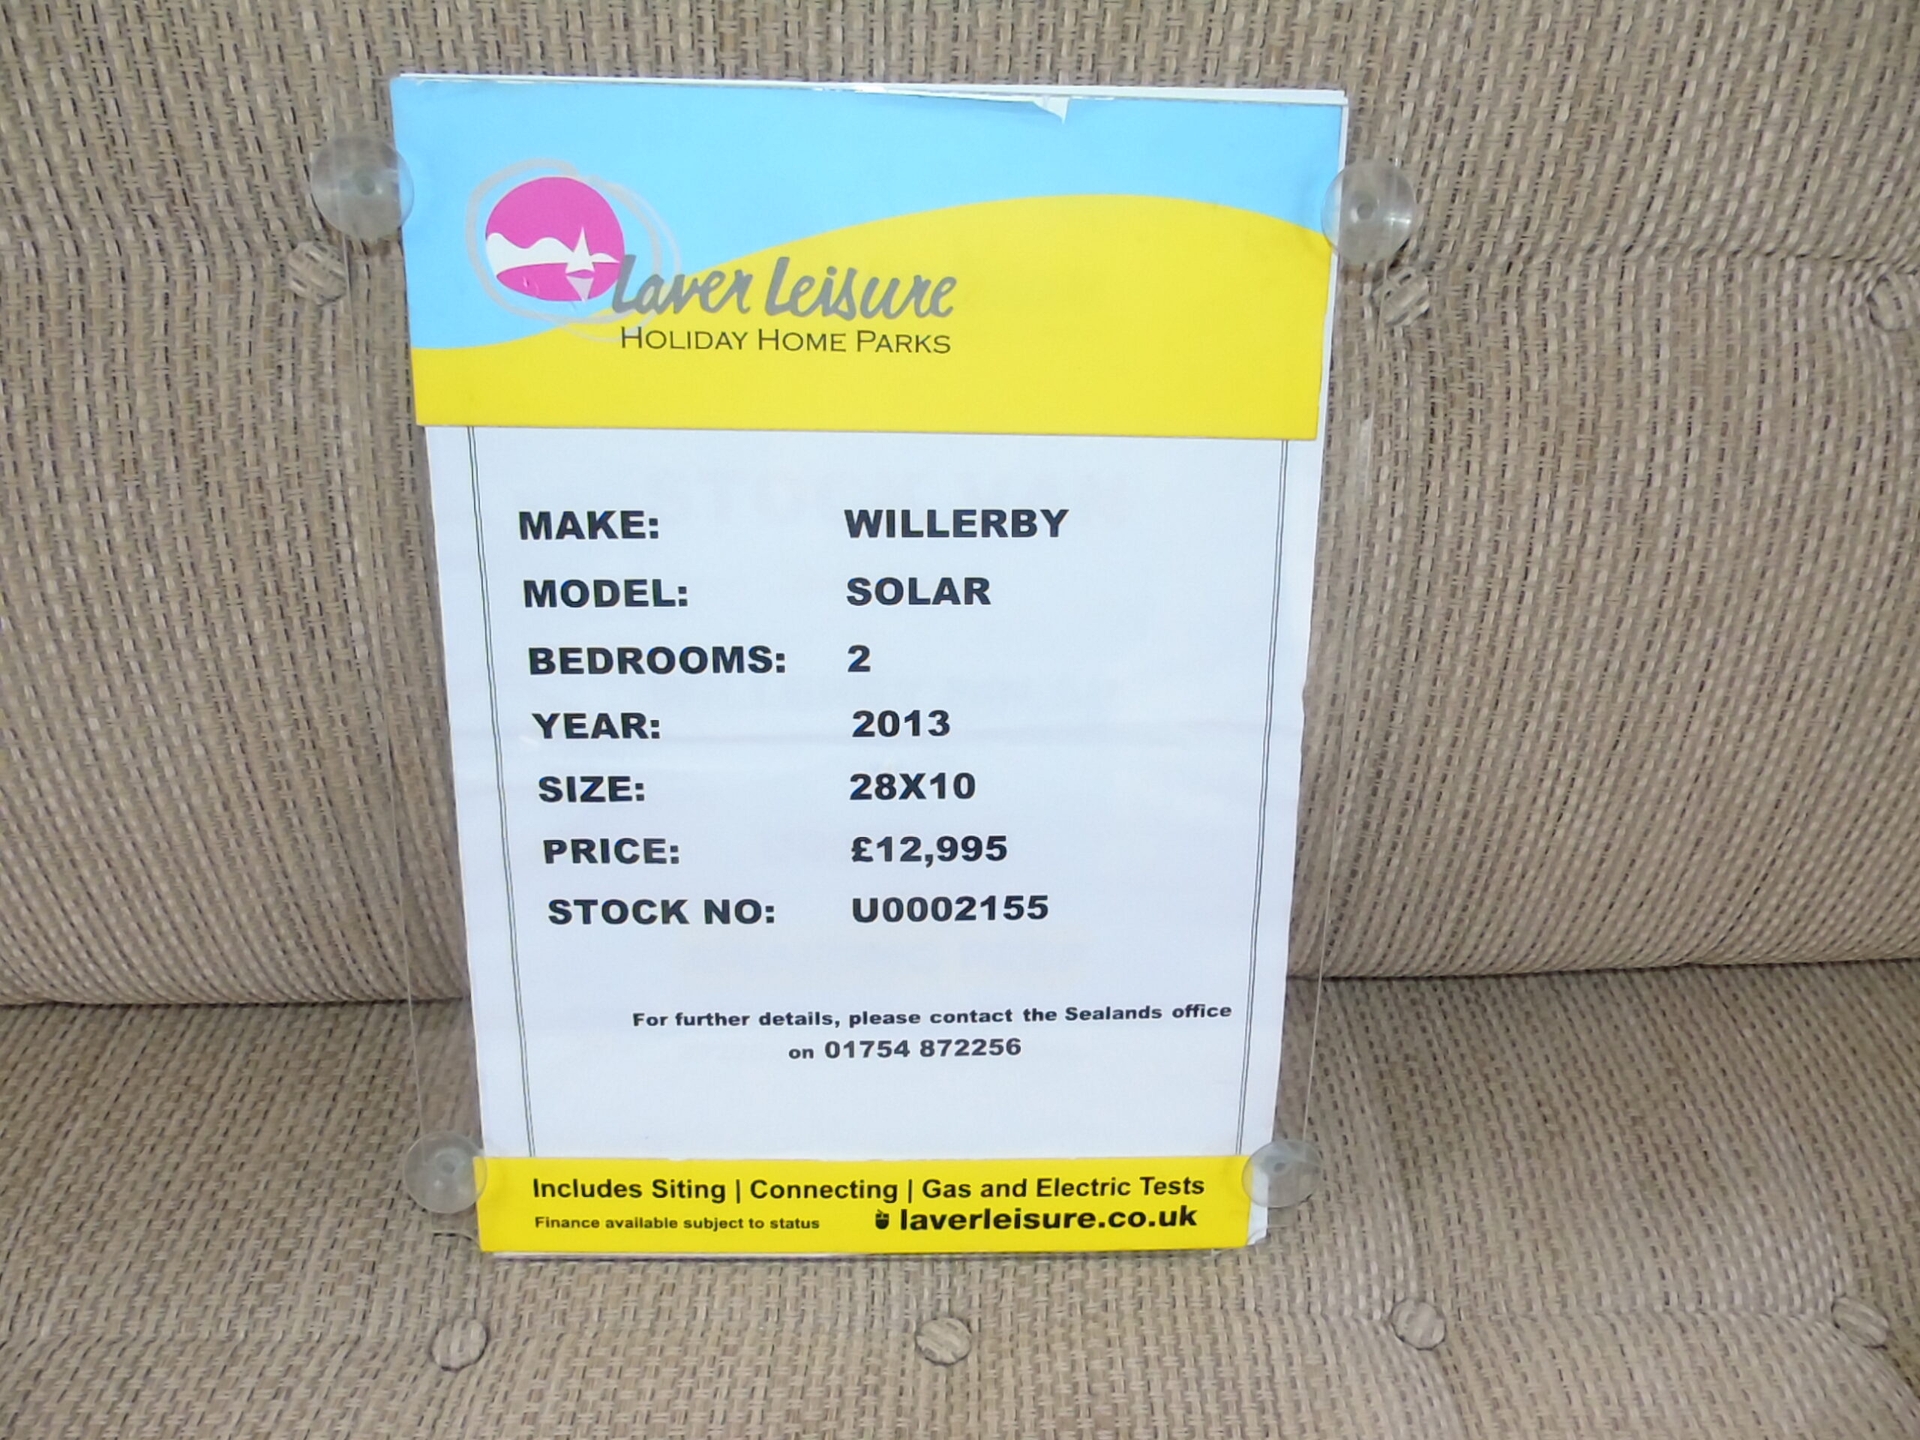 Laver Leisure
HOLIDAY HOME PARKS
MAKE: WILLERBY
MODEL: SOLAR
BEDROOMS: 2
YEAR: 2013
SIZE: 28X10
PRICE: £12,995
STOCK NO: U0002155
For further details, please contact the Sealands office
on 01754 872256
Includes Siting | Connecting | Gas and Electric Tests
Finance available subject to status laverleisure.co.uk